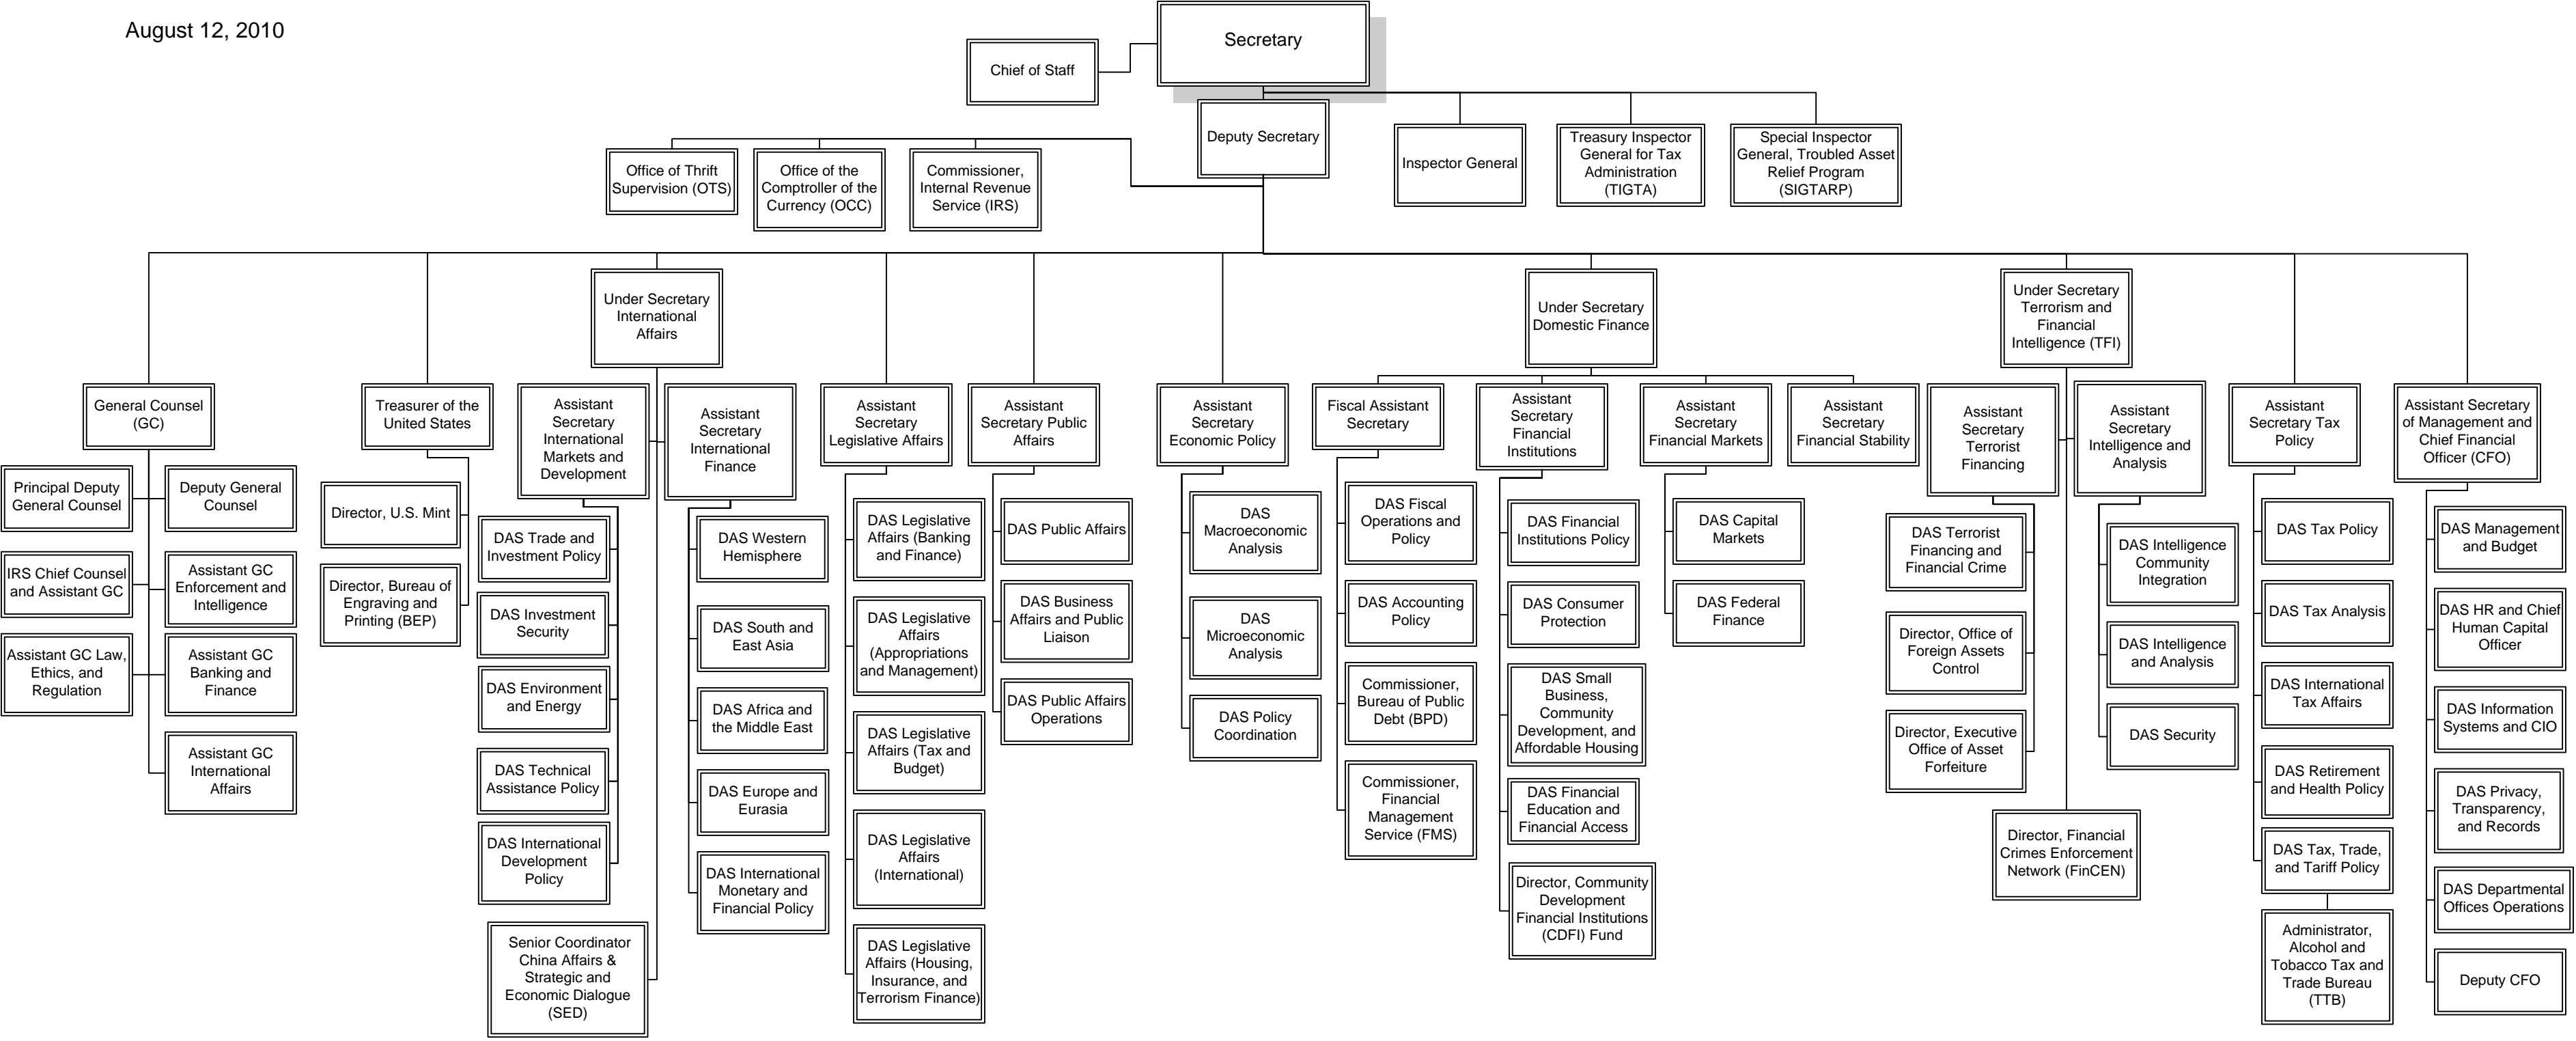 August 12, 2010
Secretary
Chief of Staff
Deputy Secretary
Inspector General
Treasury Inspector
General for Tax
Administration
(TIGTA)
Special Inspector
General, Troubled Asset
Relief Program
(SIGTARP)
Office of Thrift
Supervision (OTS)
Office of the
Comptroller of the
Currency (OCC)
Commissioner,
Internal Revenue
Service (IRS)
Under Secretary
International
Affairs
Under Secretary
Domestic Finance
Under Secretary
Terrorism and
Financial
Intelligence (TFI)
General Counsel
(GC)
Treasurer of the
United States
Assistant
Secretary
International
Markets and
Development
Assistant
Secretary
International
Finance
Assistant
Secretary
Legislative Affairs
Assistant
Secretary Public
Affairs
Assistant
Secretary
Economic Policy
Fiscal Assistant
Secretary
Assistant
Secretary
Financial
Institutions
Assistant
Secretary
Financial Markets
Assistant
Secretary
Financial Stability
Assistant
Secretary
Terrorist
Financing
Assistant
Secretary
Intelligence and
Analysis
Assistant
Secretary Tax
Policy
Assistant Secretary
of Management and
Chief Financial
Officer (CFO)
Principal Deputy
General Counsel
Deputy General
Counsel
IRS Chief Counsel
and Assistant GC
Assistant GC
Enforcement and
Intelligence
Assistant GC Law,
Ethics, and
Regulation
Assistant GC
Banking and
Finance
Assistant GC
International
Affairs
Director, U.S. Mint
Director, Bureau of
Engraving and
Printing (BEP)
DAS Trade and
Investment Policy
DAS Investment
Security
DAS Environment
and Energy
DAS Technical
Assistance Policy
DAS International
Development
Policy
Senior Coordinator
China Affairs &
Strategic and
Economic Dialogue
(SED)
DAS Western
Hemisphere
DAS South and
East Asia
DAS Africa and
the Middle East
DAS Europe and
Eurasia
DAS International
Monetary and
Financial Policy
DAS Legislative
Affairs (Banking
and Finance)
DAS Legislative
Affairs
(Appropriations
and Management)
DAS Legislative
Affairs (Tax and
Budget)
DAS Legislative
Affairs
(International)
DAS Legislative
Affairs (Housing,
Insurance, and
Terrorism Finance)
DAS Public Affairs
DAS Business
Affairs and Public
Liaison
DAS Public Affairs
Operations
DAS
Macroeconomic
Analysis
DAS
Microeconomic
Analysis
DAS Policy
Coordination
DAS Fiscal
Operations and
Policy
DAS Accounting
Policy
Commissioner,
Bureau of Public
Debt (BPD)
Commissioner,
Financial
Management
Service (FMS)
DAS Financial
Institutions Policy
DAS Consumer
Protection
DAS Small
Business,
Community
Development, and
Affordable Housing
DAS Financial
Education and
Financial Access
Director, Community
Development
Financial Institutions
(CDFI) Fund
DAS Capital
Markets
DAS Federal
Finance
DAS Terrorist
Financing and
Financial Crime
Director, Office of
Foreign Assets
Control
Director, Executive
Office of Asset
Forfeiture
Director, Financial
Crimes Enforcement
Network (FinCEN)
DAS Intelligence
Community
Integration
DAS Intelligence
and Analysis
DAS Security
DAS Tax Policy
DAS Tax Analysis
DAS International
Tax Affairs
DAS Retirement
and Health Policy
DAS Tax, Trade,
and Tariff Policy
Administrator,
Alcohol and
Tobacco Tax and
Trade Bureau
(TTB)
DAS Management
and Budget
DAS HR and Chief
Human Capital
Officer
DAS Information
Systems and CIO
DAS Privacy,
Transparency,
and Records
DAS Departmental
Offices Operations
Deputy CFO